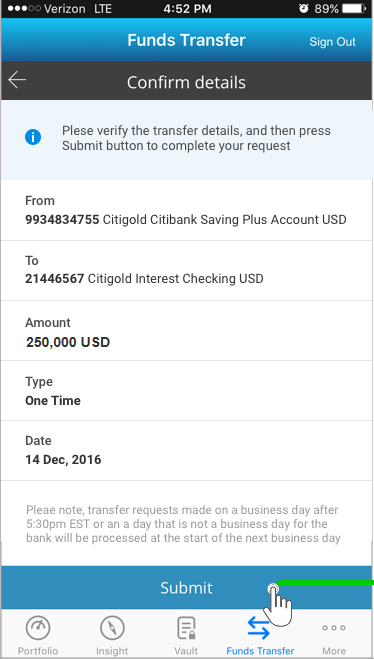 Verizon LTE 4:52 PM 89%
Funds Transfer Sign Out
Confirm details
Plese verify the transfer details, and then press
Submit button to complete your request
From
9934834755 Citigold Citibank Saving Plus Account USD
To
21446567 Citigold Interest Checking USD
Amount
250,000 USD
Type
One Time
Date
14 Dec, 2016
Pleae note, transfer requests made on a business day after
5:30pm EST or an a day that is not a business day for the
bank will be processed at the start of the next business day
Submit
Portfolio Insight Vault Funds Transfer More